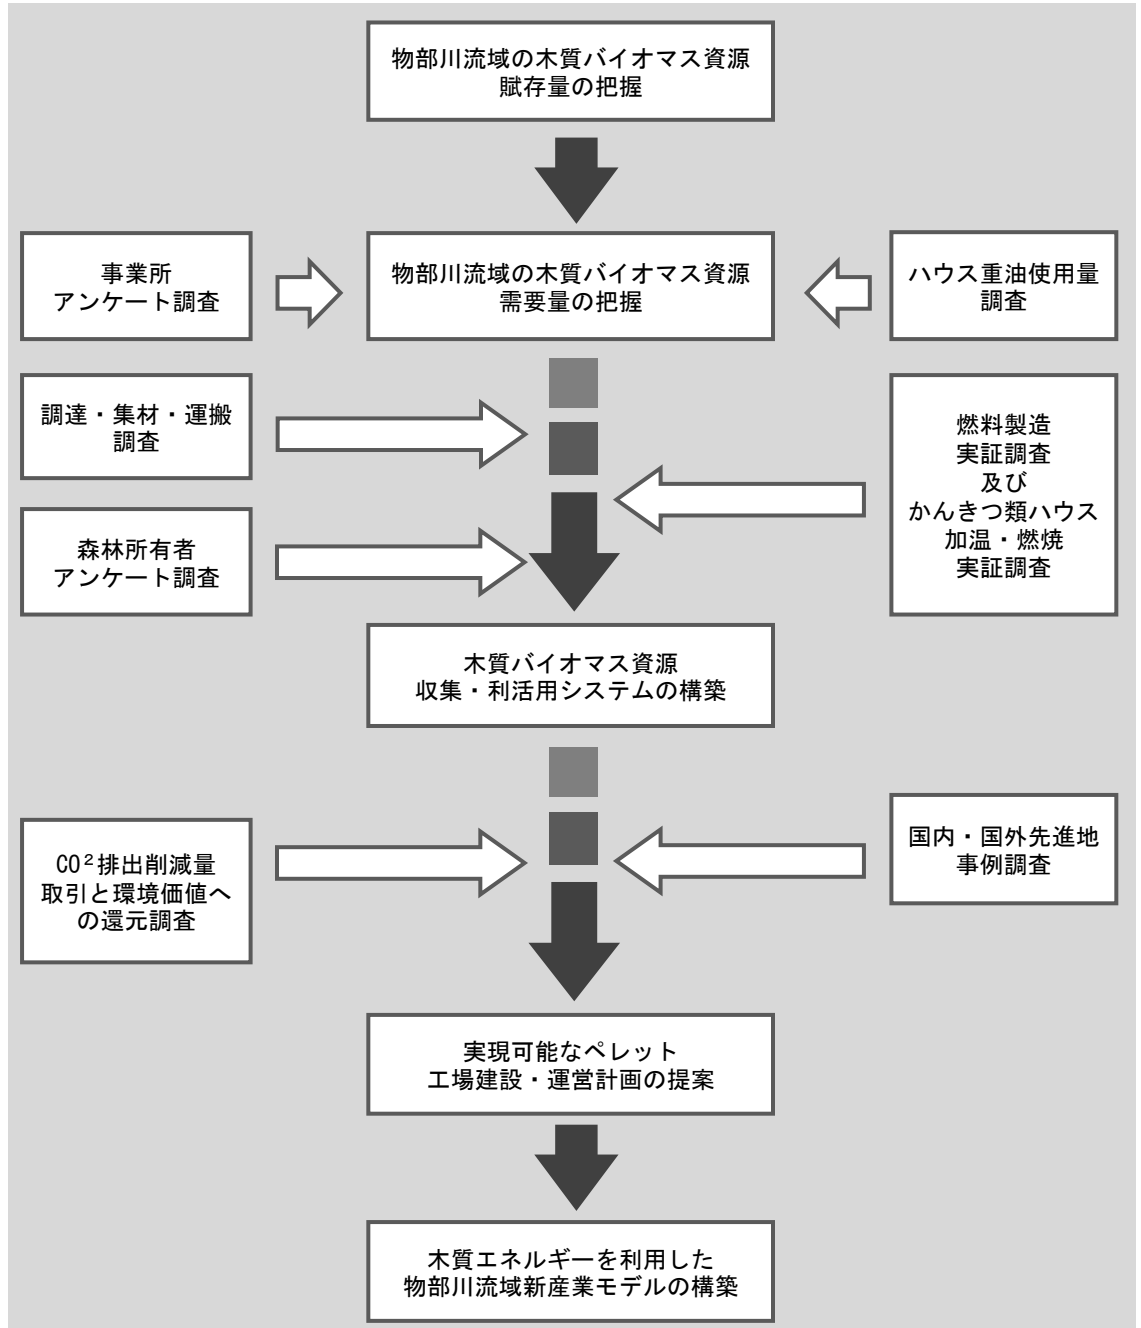 物部川流域の木質バイオマス資源
賦存量の把握
事業所
アンケート調査
物部川流域の木質バイオマス資源
需要量の把握
ハウス重油使用量
調査
調達・集材・運搬
調査
燃料製造
実証調査
及び
かんきつ類ハウス
加温・燃焼
実証調査
森林所有者
アンケート調査
木質バイオマス資源
収集・利活用システムの構築
CO²排出削減量
取引と環境価値へ
の還元調査
国内・国外先進地
事例調査
実現可能なペレット
工場建設・運営計画の提案
木質エネルギーを利用した
物部川流域新産業モデルの構築